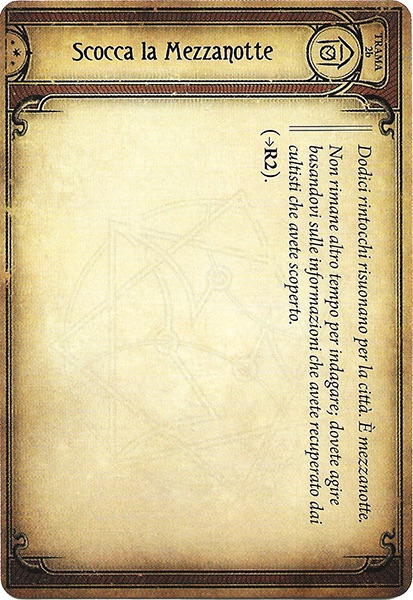 TRAMA
2b
Scocca la Mezzanotte
Dodici rintocchi risuonano per la città. È mezzanotte.
Non rimane altro tempo per indagare; dovete agire
basandovi sulle informazioni che avete recuperato dai
cultisti che avete scoperto.
(→R2).